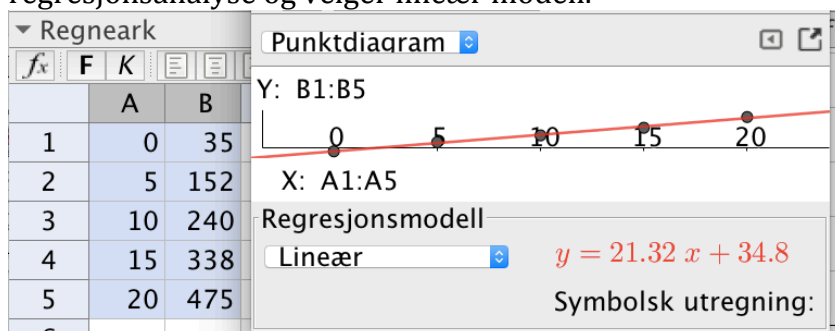 regresjonsanalyse og velger lineær modell.
Regneark
fx F K
A B
1 0 35
2 5 152
3 10 240
4 15 338
5 20 475
Punktdiagram
Y: B1:B5
0 5 10 15 20
X: A1:A5
Regresjonsmodell
Lineær
y = 21.32 x + 34.8
Symbolsk utregning: